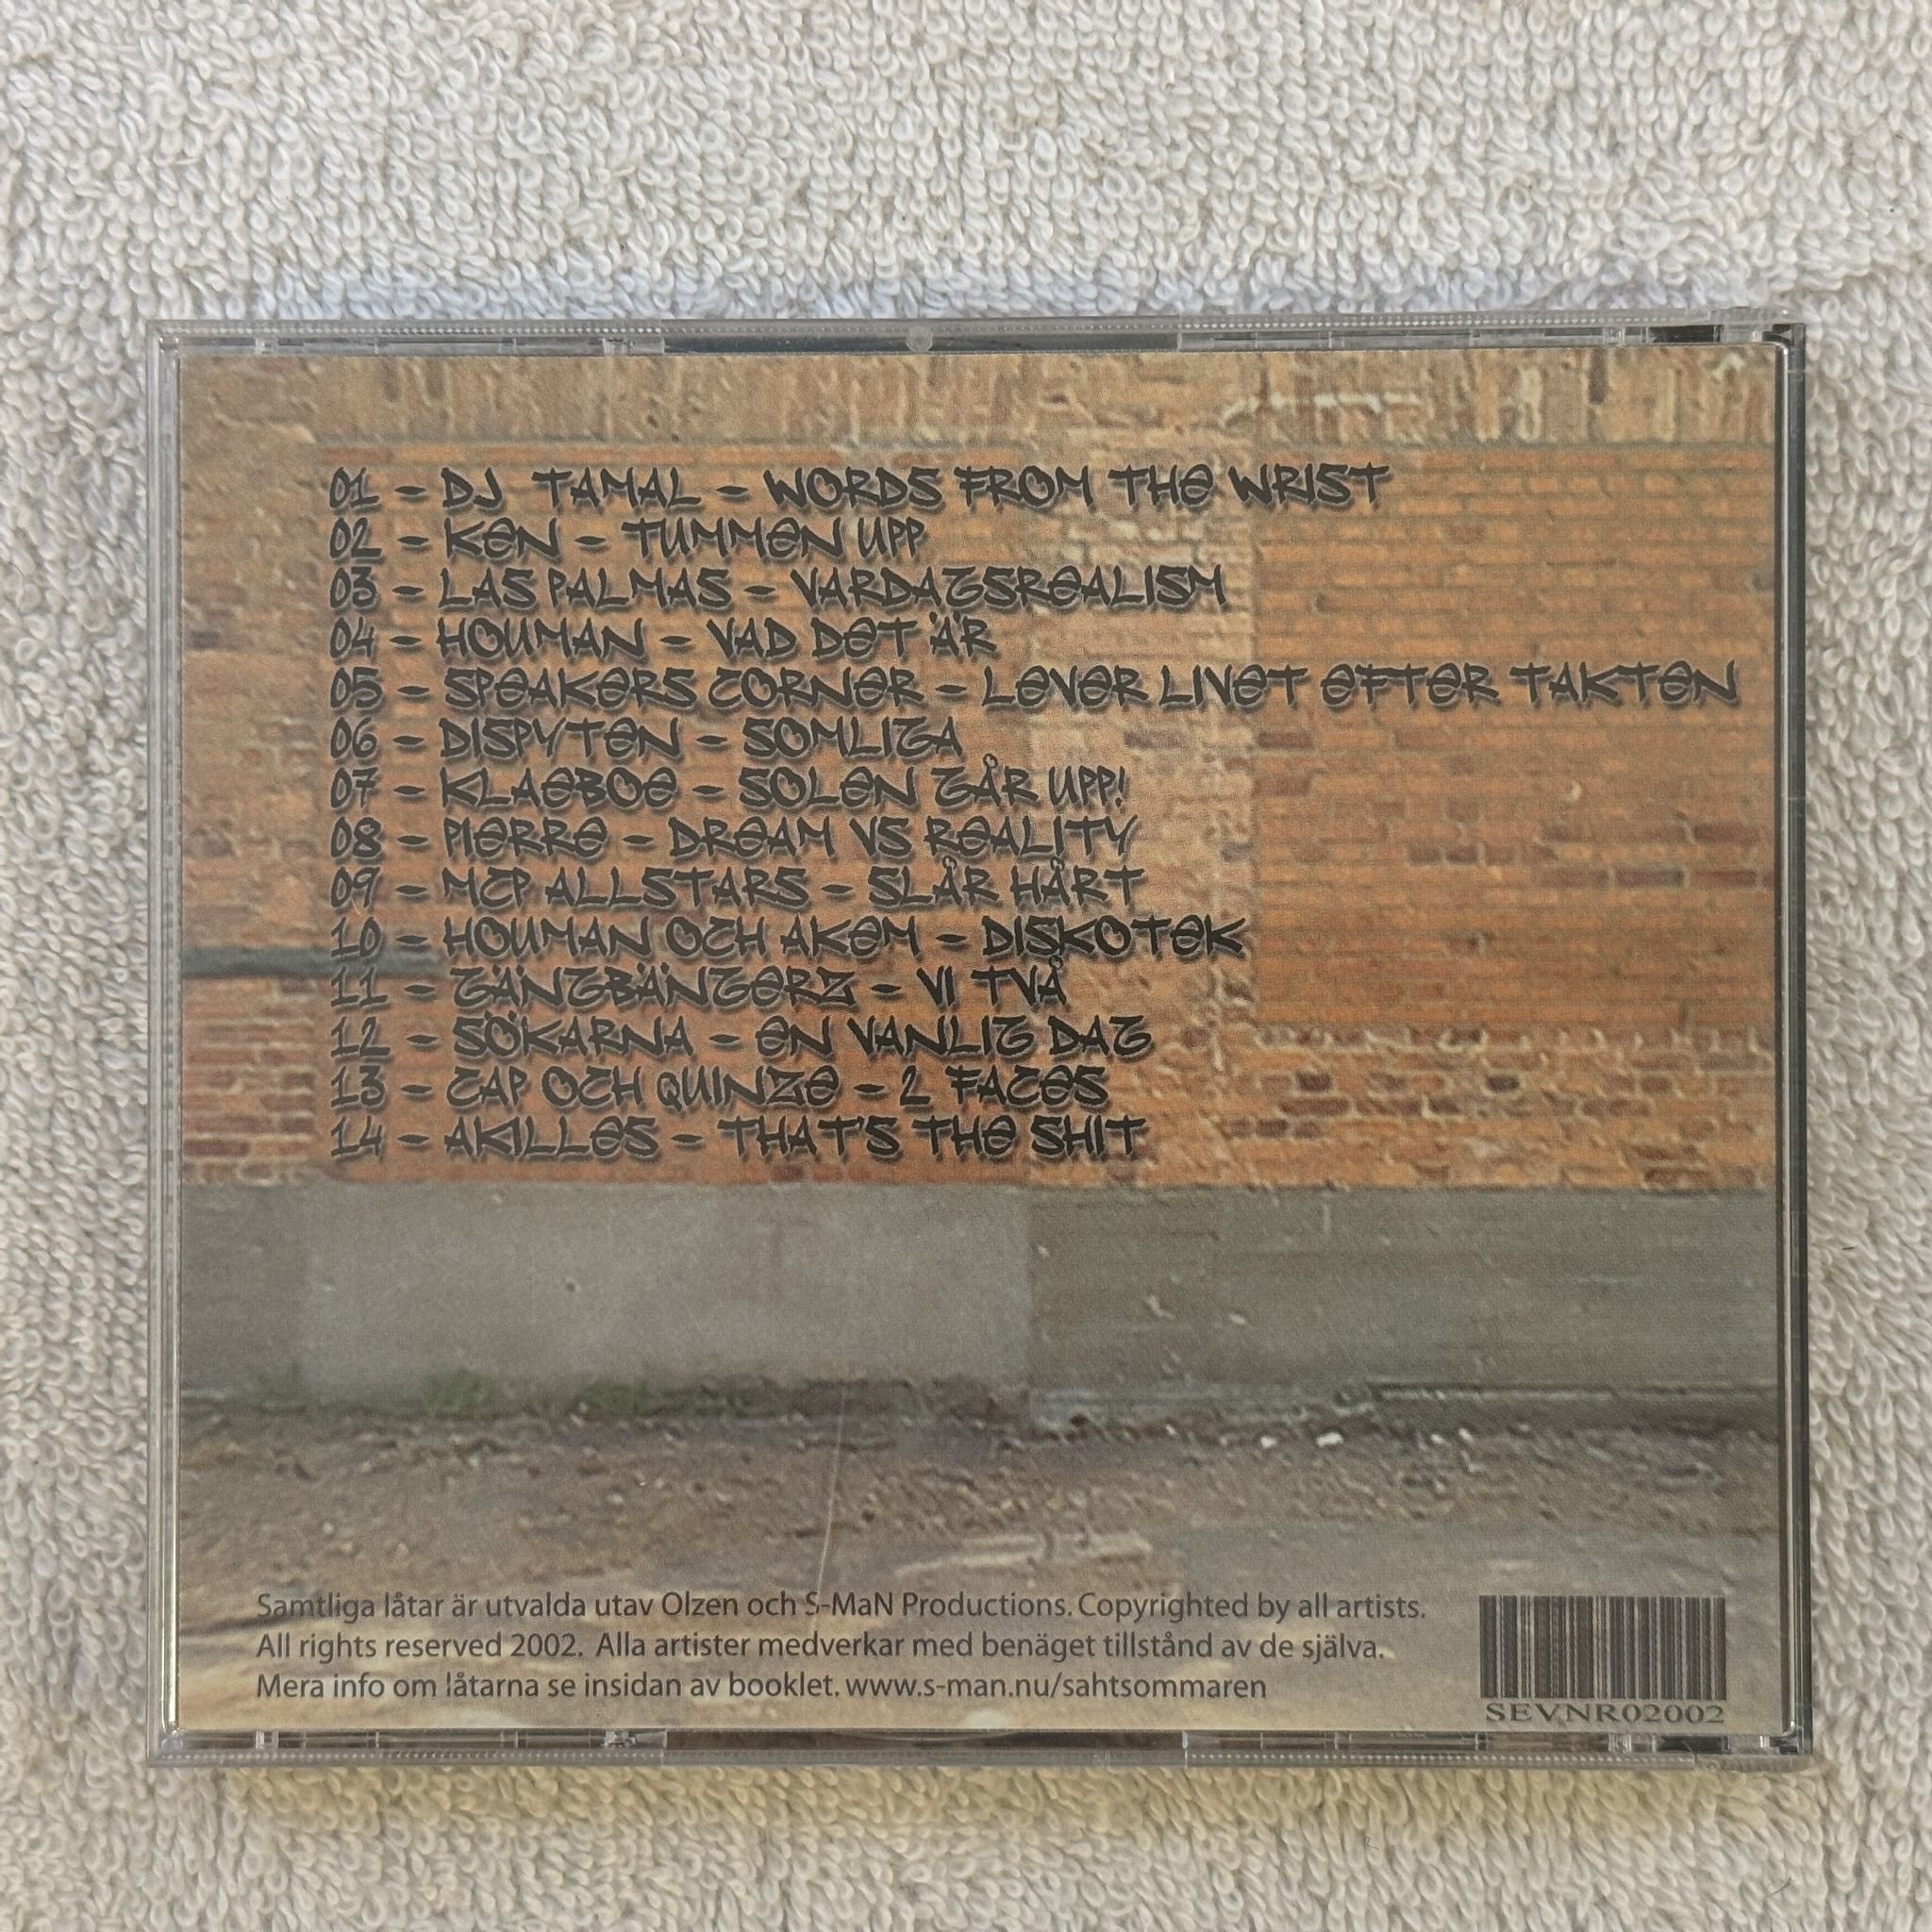 01 - DJ TAMAL - WORDS FROM THE WRIST
02 - KEN - TUMMEN UPP
03 - LAS PALMAS - VARDAGSREALISM
04 - HOUMAN - VAD DET ÄR
05 - SPEAKERS CORNER - LEVER LIVET EFTER TAKTEN
06 - DISPYTEN - SOMLIGA
07 - KLAEBOE - SOLEN GÅR UPP!
08 - PIERRE - DREAM VS REALITY
09 - MCP ALLSTARS - SLÅR HÅRT
10 - HOUMAN OCH AKEM - DISKOTEK
11 - GÄNGBÄNGERZ - VI TVÅ
12 - SÖKARNA - EN VANLIG DAG
13 - CAP OCH QUINZE - 2 FACES
14 - AKILLES - THAT'S THE SHIT
Samtliga låtar är utvalda utav Olzen och S-MaN Productions. Copyrighted by all artists.
All rights reserved 2002. Alla artister medverkar med benäget tillstånd av de själva.
Mera info om låtarna se insidan av booklet. www.s-man.nu/sahtsommaren
SEVNR02002